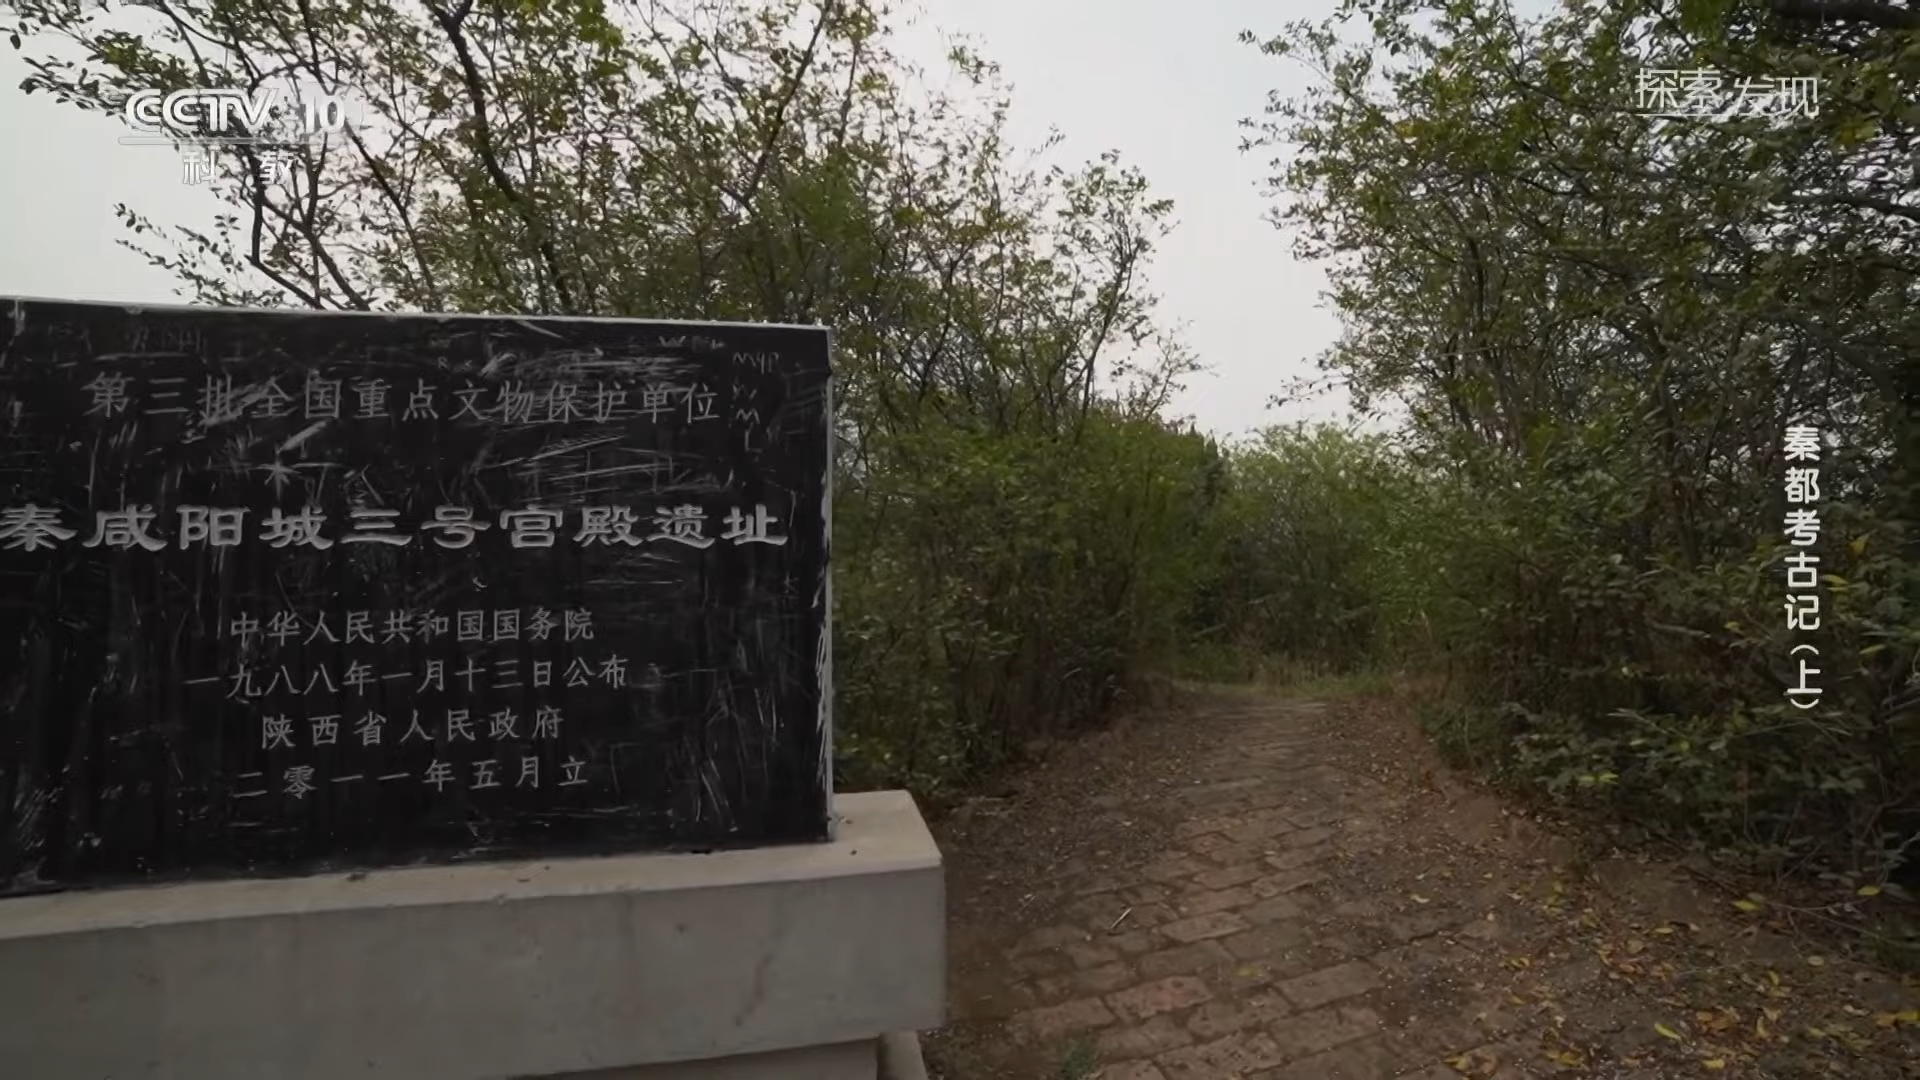 CCTV 10
科教
探索·发现
第三批全国重点文物保护单位
秦咸阳城三号宫殿遗址
中华人民共和国国务院
一九八八年一月十三日公布
陕西省人民政府
二零一一年五月立
秦都考古记（上）